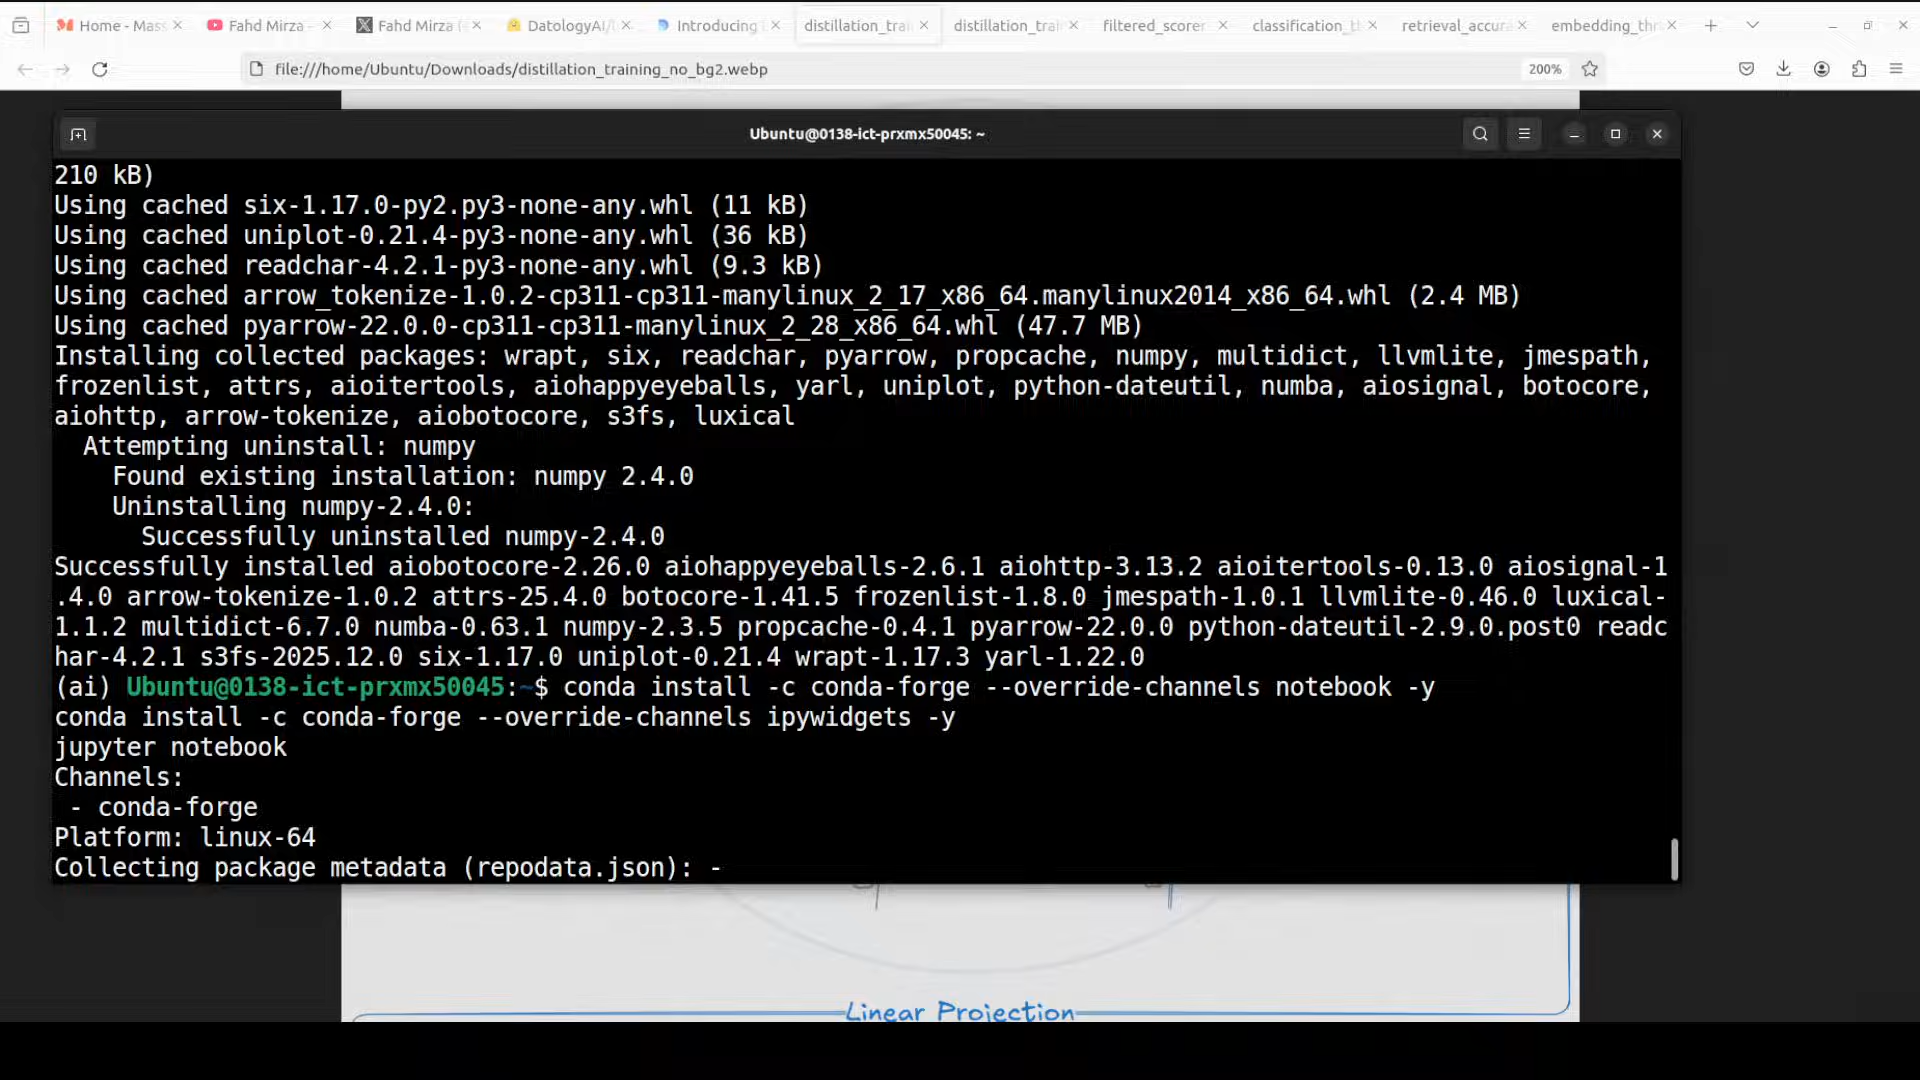 Home - Mass
Fahd Mirza -
Fahd Mirza (
DatologyAI/l
Introducing
distillation_trai
distillation_trai
filtered_scorer
classification_th
retrieval_accura
embedding_thr
file:///home/Ubuntu/Downloads/distillation_training_no_bg2.webp
200%
Ubuntu@0138-ict-prxmx50045: ~
210 kB)
Using cached six-1.17.0-py2.py3-none-any.whl (11 kB)
Using cached uniplot-0.21.4-py3-none-any.whl (36 kB)
Using cached readchar-4.2.1-py3-none-any.whl (9.3 kB)
Using cached arrow_tokenize-1.0.2-cp311-cp311-manylinux_2_17_x86_64.manylinux2014_x86_64.whl (2.4 MB)
Using cached pyarrow-22.0.0-cp311-cp311-manylinux_2_28_x86_64.whl (47.7 MB)
Installing collected packages: wrapt, six, readchar, pyarrow, propcache, numpy, multidict, llvmlite, jmespath,
frozenlist, attrs, aioitertools, aiohappyeyeballs, yarl, uniplot, python-dateutil, numba, aiosignal, botocore,
aiohttp, arrow-tokenize, aiobotocore, s3fs, luxical
Attempting uninstall: numpy
Found existing installation: numpy 2.4.0
Uninstalling numpy-2.4.0:
Successfully uninstalled numpy-2.4.0
Successfully installed aiobotocore-2.26.0 aiohappyeyeballs-2.6.1 aiohttp-3.13.2 aioitertools-0.13.0 aiosignal-1
.4.0 arrow-tokenize-1.0.2 attrs-25.4.0 botocore-1.41.5 frozenlist-1.8.0 jmespath-1.0.1 llvmlite-0.46.0 luxical-
1.1.2 multidict-6.7.0 numba-0.63.1 numpy-2.3.5 propcache-0.4.1 pyarrow-22.0.0 python-dateutil-2.9.0.post0 readc
har-4.2.1 s3fs-2025.12.0 six-1.17.0 uniplot-0.21.4 wrapt-1.17.3 yarl-1.22.0
(ai) Ubuntu@0138-ict-prxmx50045:~$ conda install -c conda-forge --override-channels notebook -y
conda install -c conda-forge --override-channels ipywidgets -y
jupyter notebook
Channels:
- conda-forge
Platform: linux-64
Collecting package metadata (repodata.json): -
Linear Projection